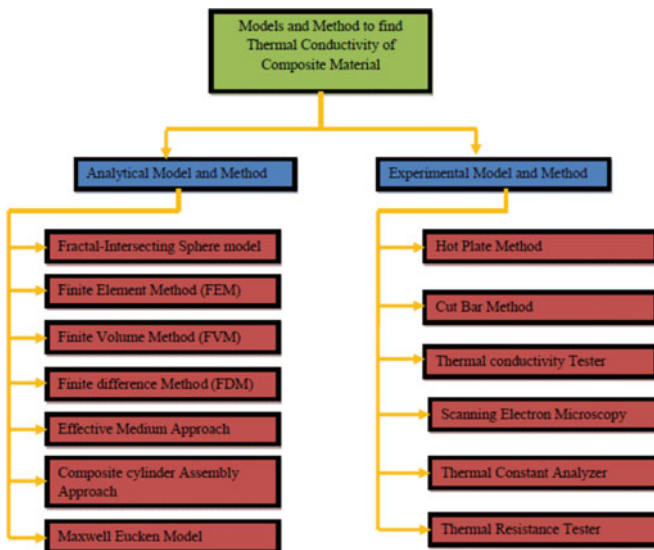 Models and Method to find
Thermal Conductivity of
Composite Material
Analytical Model and Method
Experimental Model and Method
Fractal-Intersecting Sphere model
Finite Element Method (FEM)
Finite Volume Method (FVM)
Finite difference Method (FDM)
Effective Medium Approach
Composite cylinder Assembly
Approach
Maxwell Eucken Model
Hot Plate Method
Cut Bar Method
Thermal conductivity Tester
Scanning Electron Microscopy
Thermal Constant Analyzer
Thermal Resistance Tester